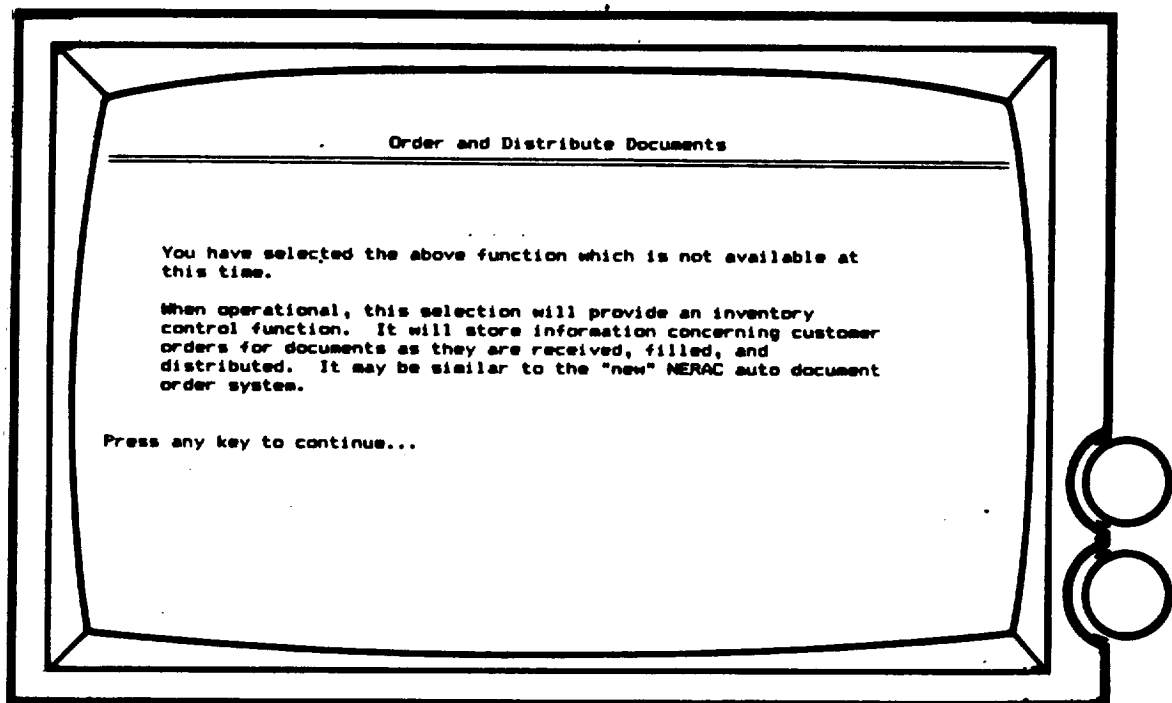 Order and Distribute Documents
You have selected the above function which is not available at
this time.
When operational, this selection will provide an inventory
control function. It will store information concerning customer
orders for documents as they are received, filled, and
distributed. It may be similar to the "new" NERAC auto document
order system.
Press any key to continue...